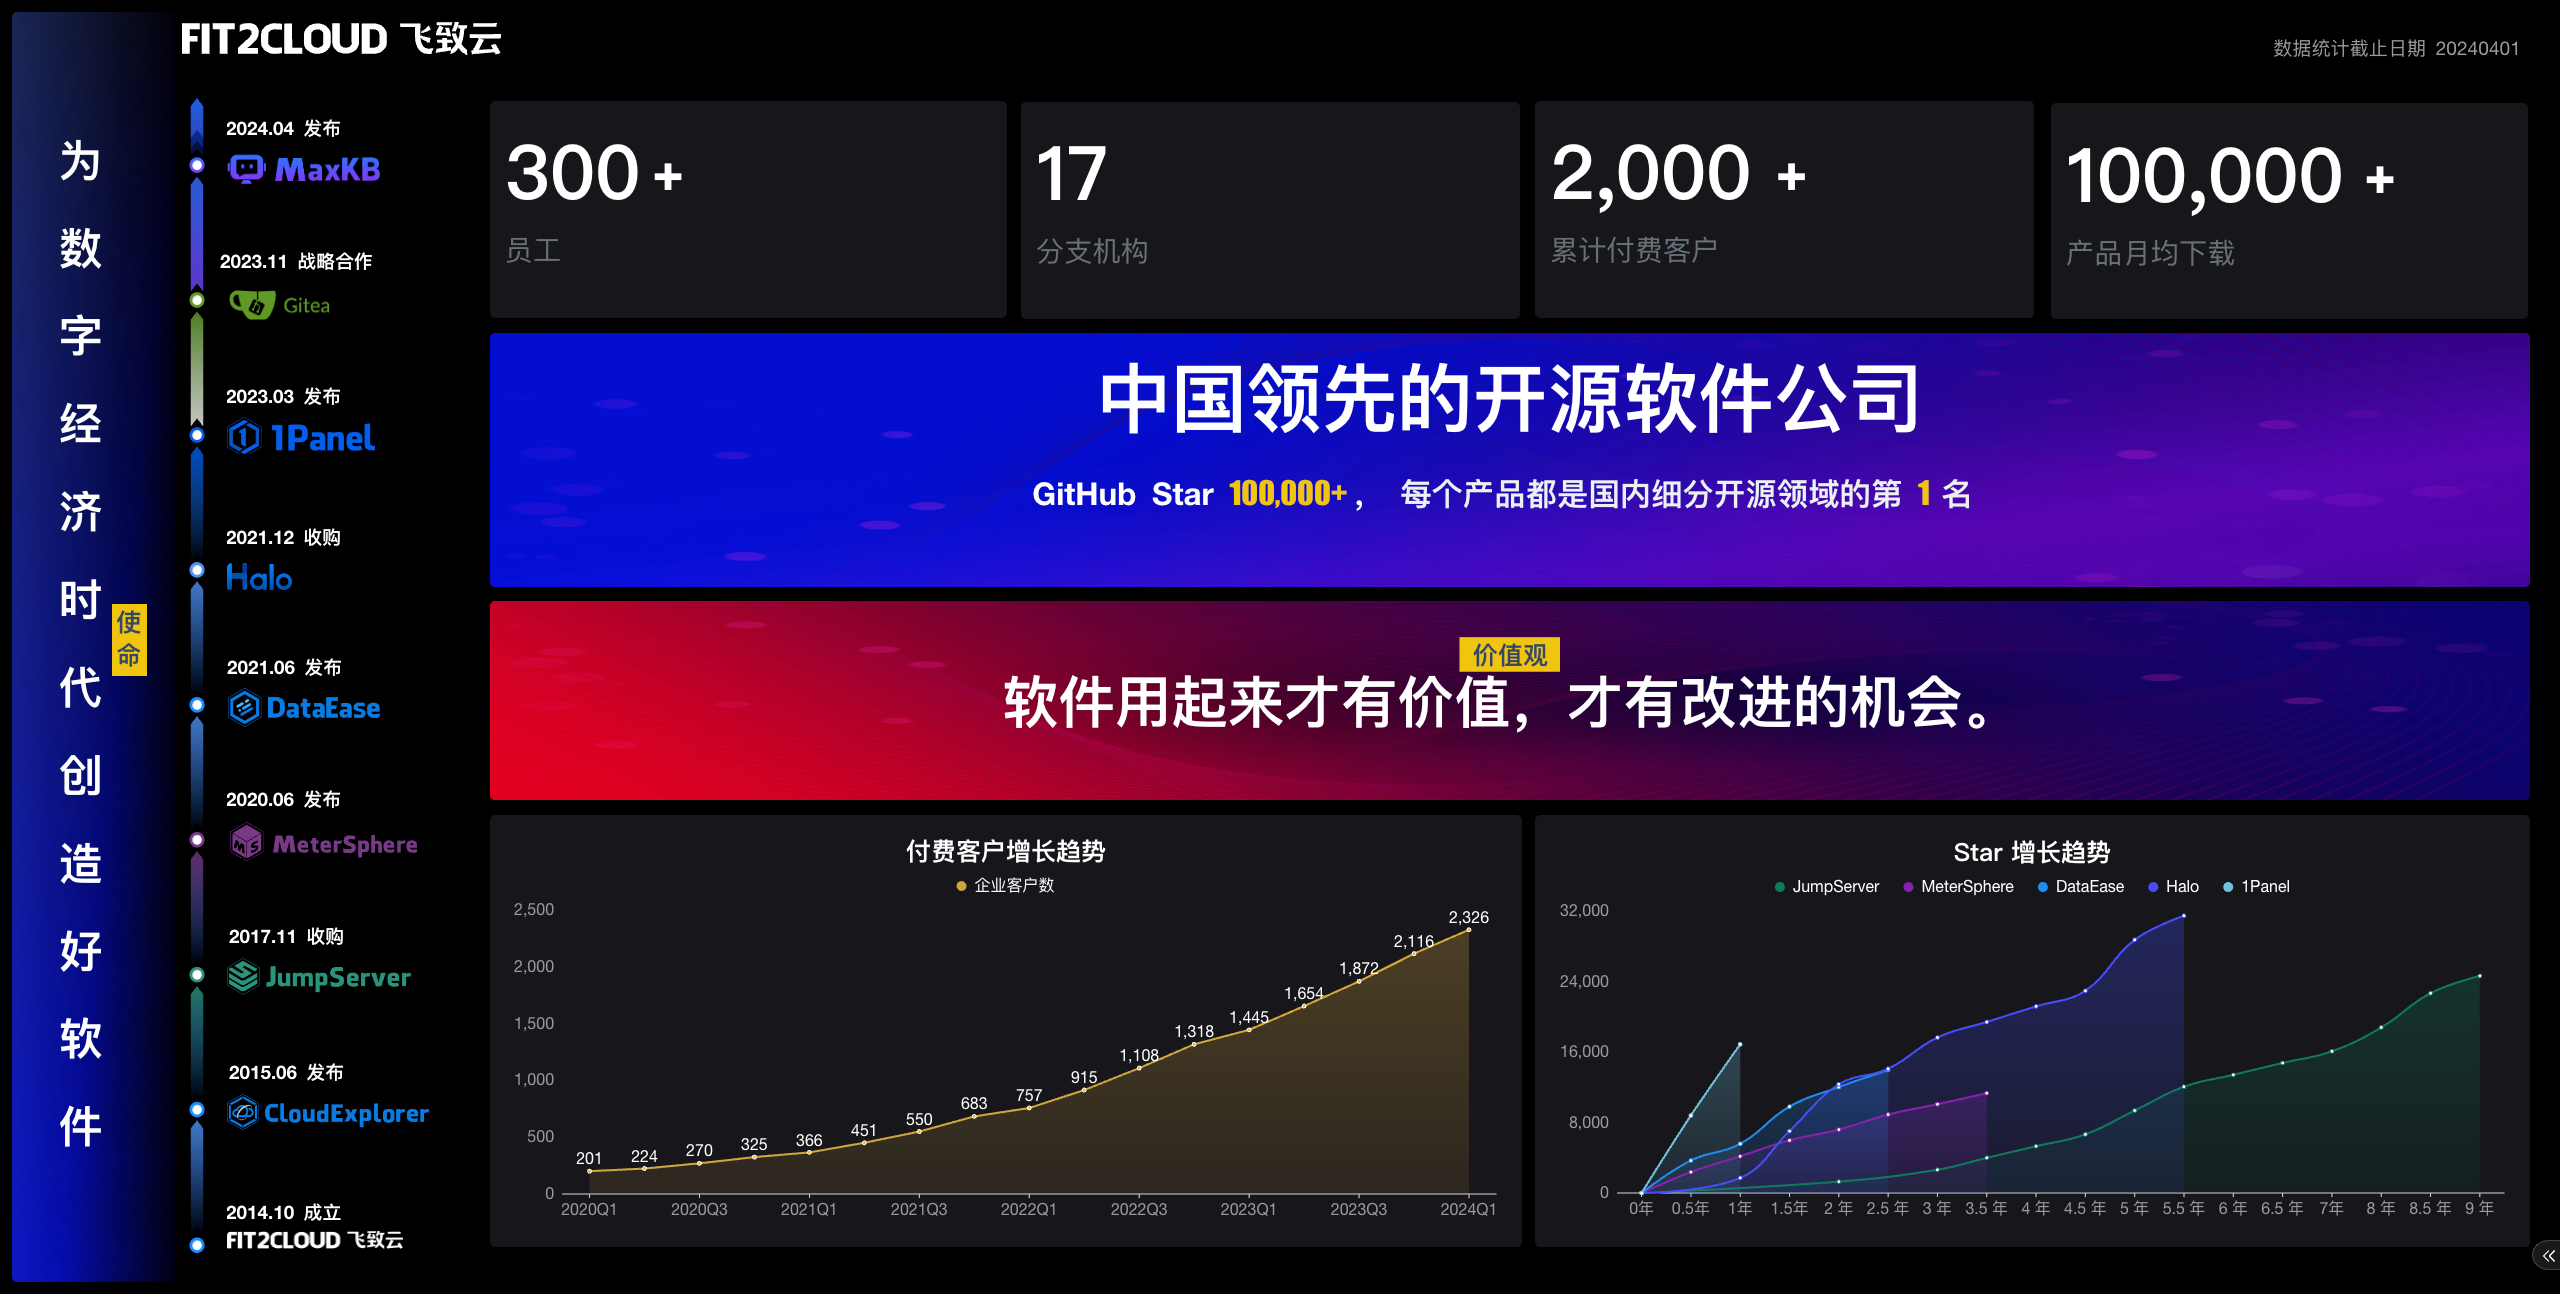 FIT2CLOUD 飞致云
数据统计截止日期 20240401
为数字经济时代创造好软件
使命
2024.04 发布
MaxKB
2023.11 战略合作
Gitea
2023.03 发布
1Panel
2021.12 收购
Halo
2021.06 发布
DataEase
2020.06 发布
MeterSphere
2017.11 收购
JumpServer
2015.06 发布
CloudExplorer
2014.10 成立
FIT2CLOUD 飞致云
300 +
员工
17
分支机构
2,000 +
累计付费客户
100,000 +
产品月均下载
中国领先的开源软件公司
GitHub Star 100,000+， 每个产品都是国内细分开源领域的第 1 名
价值观
软件用起来才有价值，才有改进的机会。
付费客户增长趋势
企业客户数
2,500
2,000
1,500
1,000
500
0
201
224
270
325
366
451
550
683
757
915
1,108
1,318
1,445
1,654
1,872
2,116
2,326
2020Q1 2020Q3 2021Q1 2021Q3 2022Q1 2022Q3 2023Q1 2023Q3 2024Q1
Star 增长趋势
JumpServer MeterSphere DataEase Halo 1Panel
32,000
24,000
16,000
8,000
0
0年 0.5年 1年 1.5年 2 年 2.5 年 3 年 3.5 年 4 年 4.5 年 5 年 5.5 年 6 年 6.5 年 7年 8 年 8.5 年 9 年